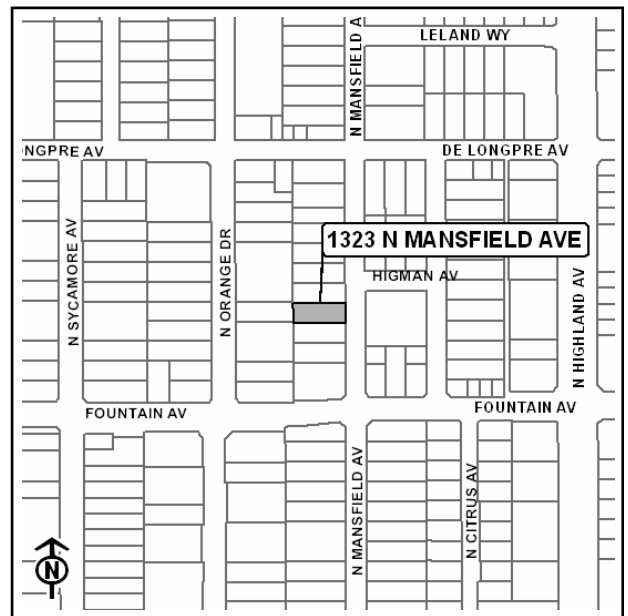 LELAND WY
N MANSFIELD A
ONGPRE AV
DE LONGPRE AV
N SYCAMORE AV
N ORANGE DR
1323 N MANSFIELD AVE
HIGMAN AV
N HIGHLAND AV
FOUNTAIN AV
FOUNTAIN AV
N MANSFIELD AV
N CITRUS AV
N